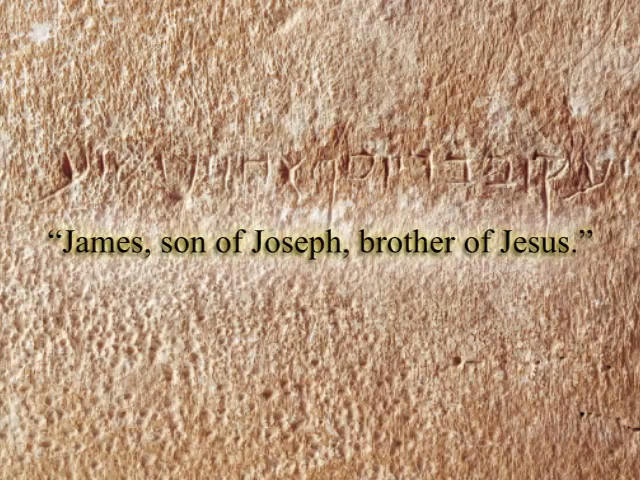 יעקוב בר יוסף אחוי דישוע
“James, son of Joseph, brother of Jesus.”